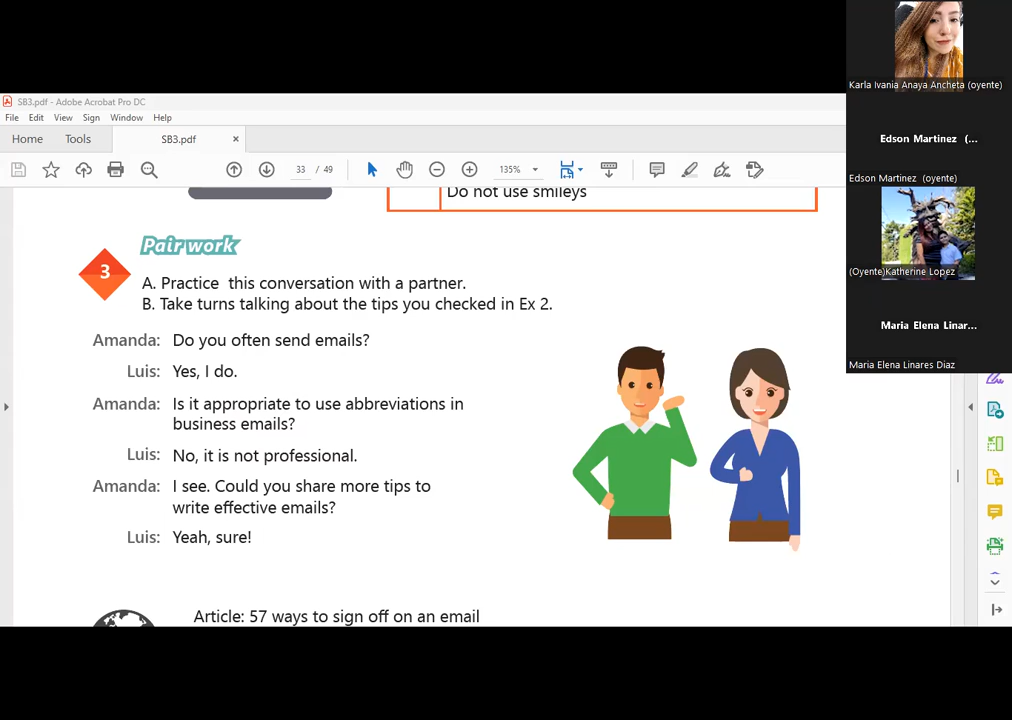 SB3.pdf - Adobe Acrobat Pro DC
File Edit View Sign Window Help
Home Tools SB3.pdf ×
33 / 49 135%
Do not use smileys
Pair work
3
A. Practice this conversation with a partner.
B. Take turns talking about the tips you checked in Ex 2.
Amanda: Do you often send emails?
Luis: Yes, I do.
Amanda: Is it appropriate to use abbreviations in
business emails?
Luis: No, it is not professional.
Amanda: I see. Could you share more tips to
write effective emails?
Luis: Yeah, sure!
Article: 57 ways to sign off on an email
Karla Ivania Anaya Ancheta (oyente)
Edson Martinez (...
Edson Martinez (oyente)
(Oyente)Katherine Lopez
Maria Elena Linar...
Maria Elena Linares Diaz